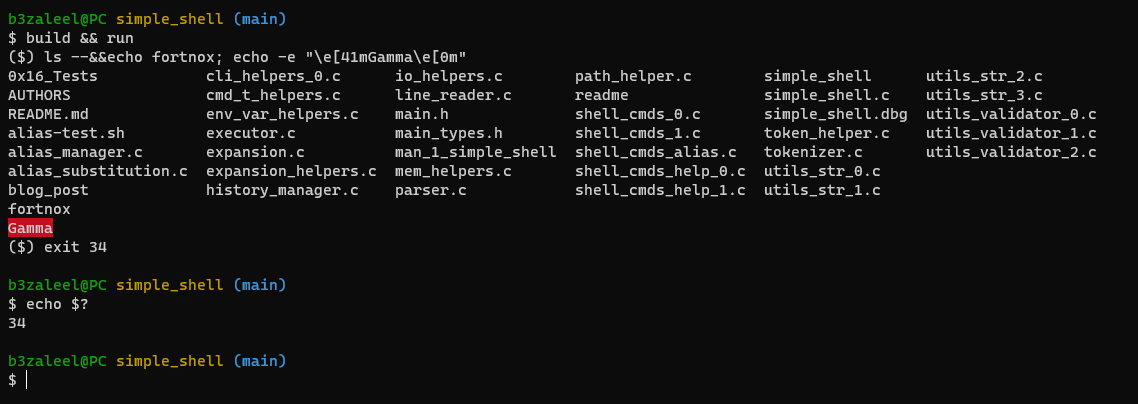 b3zaleel@PC simple_shell (main)
$ build && run
($) ls --&&echo fortnox; echo -e "\e[41mGamma\e[0m"
0x16_Tests cli_helpers_0.c io_helpers.c path_helper.c simple_shell utils_str_2.c
AUTHORS cmd_t_helpers.c line_reader.c readme simple_shell.c utils_str_3.c
README.md env_var_helpers.c main.h shell_cmds_0.c simple_shell.dbg utils_validator_0.c
alias-test.sh executor.c main_types.h shell_cmds_1.c token_helper.c utils_validator_1.c
alias_manager.c expansion.c man_1_simple_shell shell_cmds_alias.c tokenizer.c utils_validator_2.c
alias_substitution.c expansion_helpers.c mem_helpers.c shell_cmds_help_0.c utils_str_0.c
blog_post history_manager.c parser.c shell_cmds_help_1.c utils_str_1.c
fortnox
Gamma
($) exit 34
b3zaleel@PC simple_shell (main)
$ echo $?
34
b3zaleel@PC simple_shell (main)
$